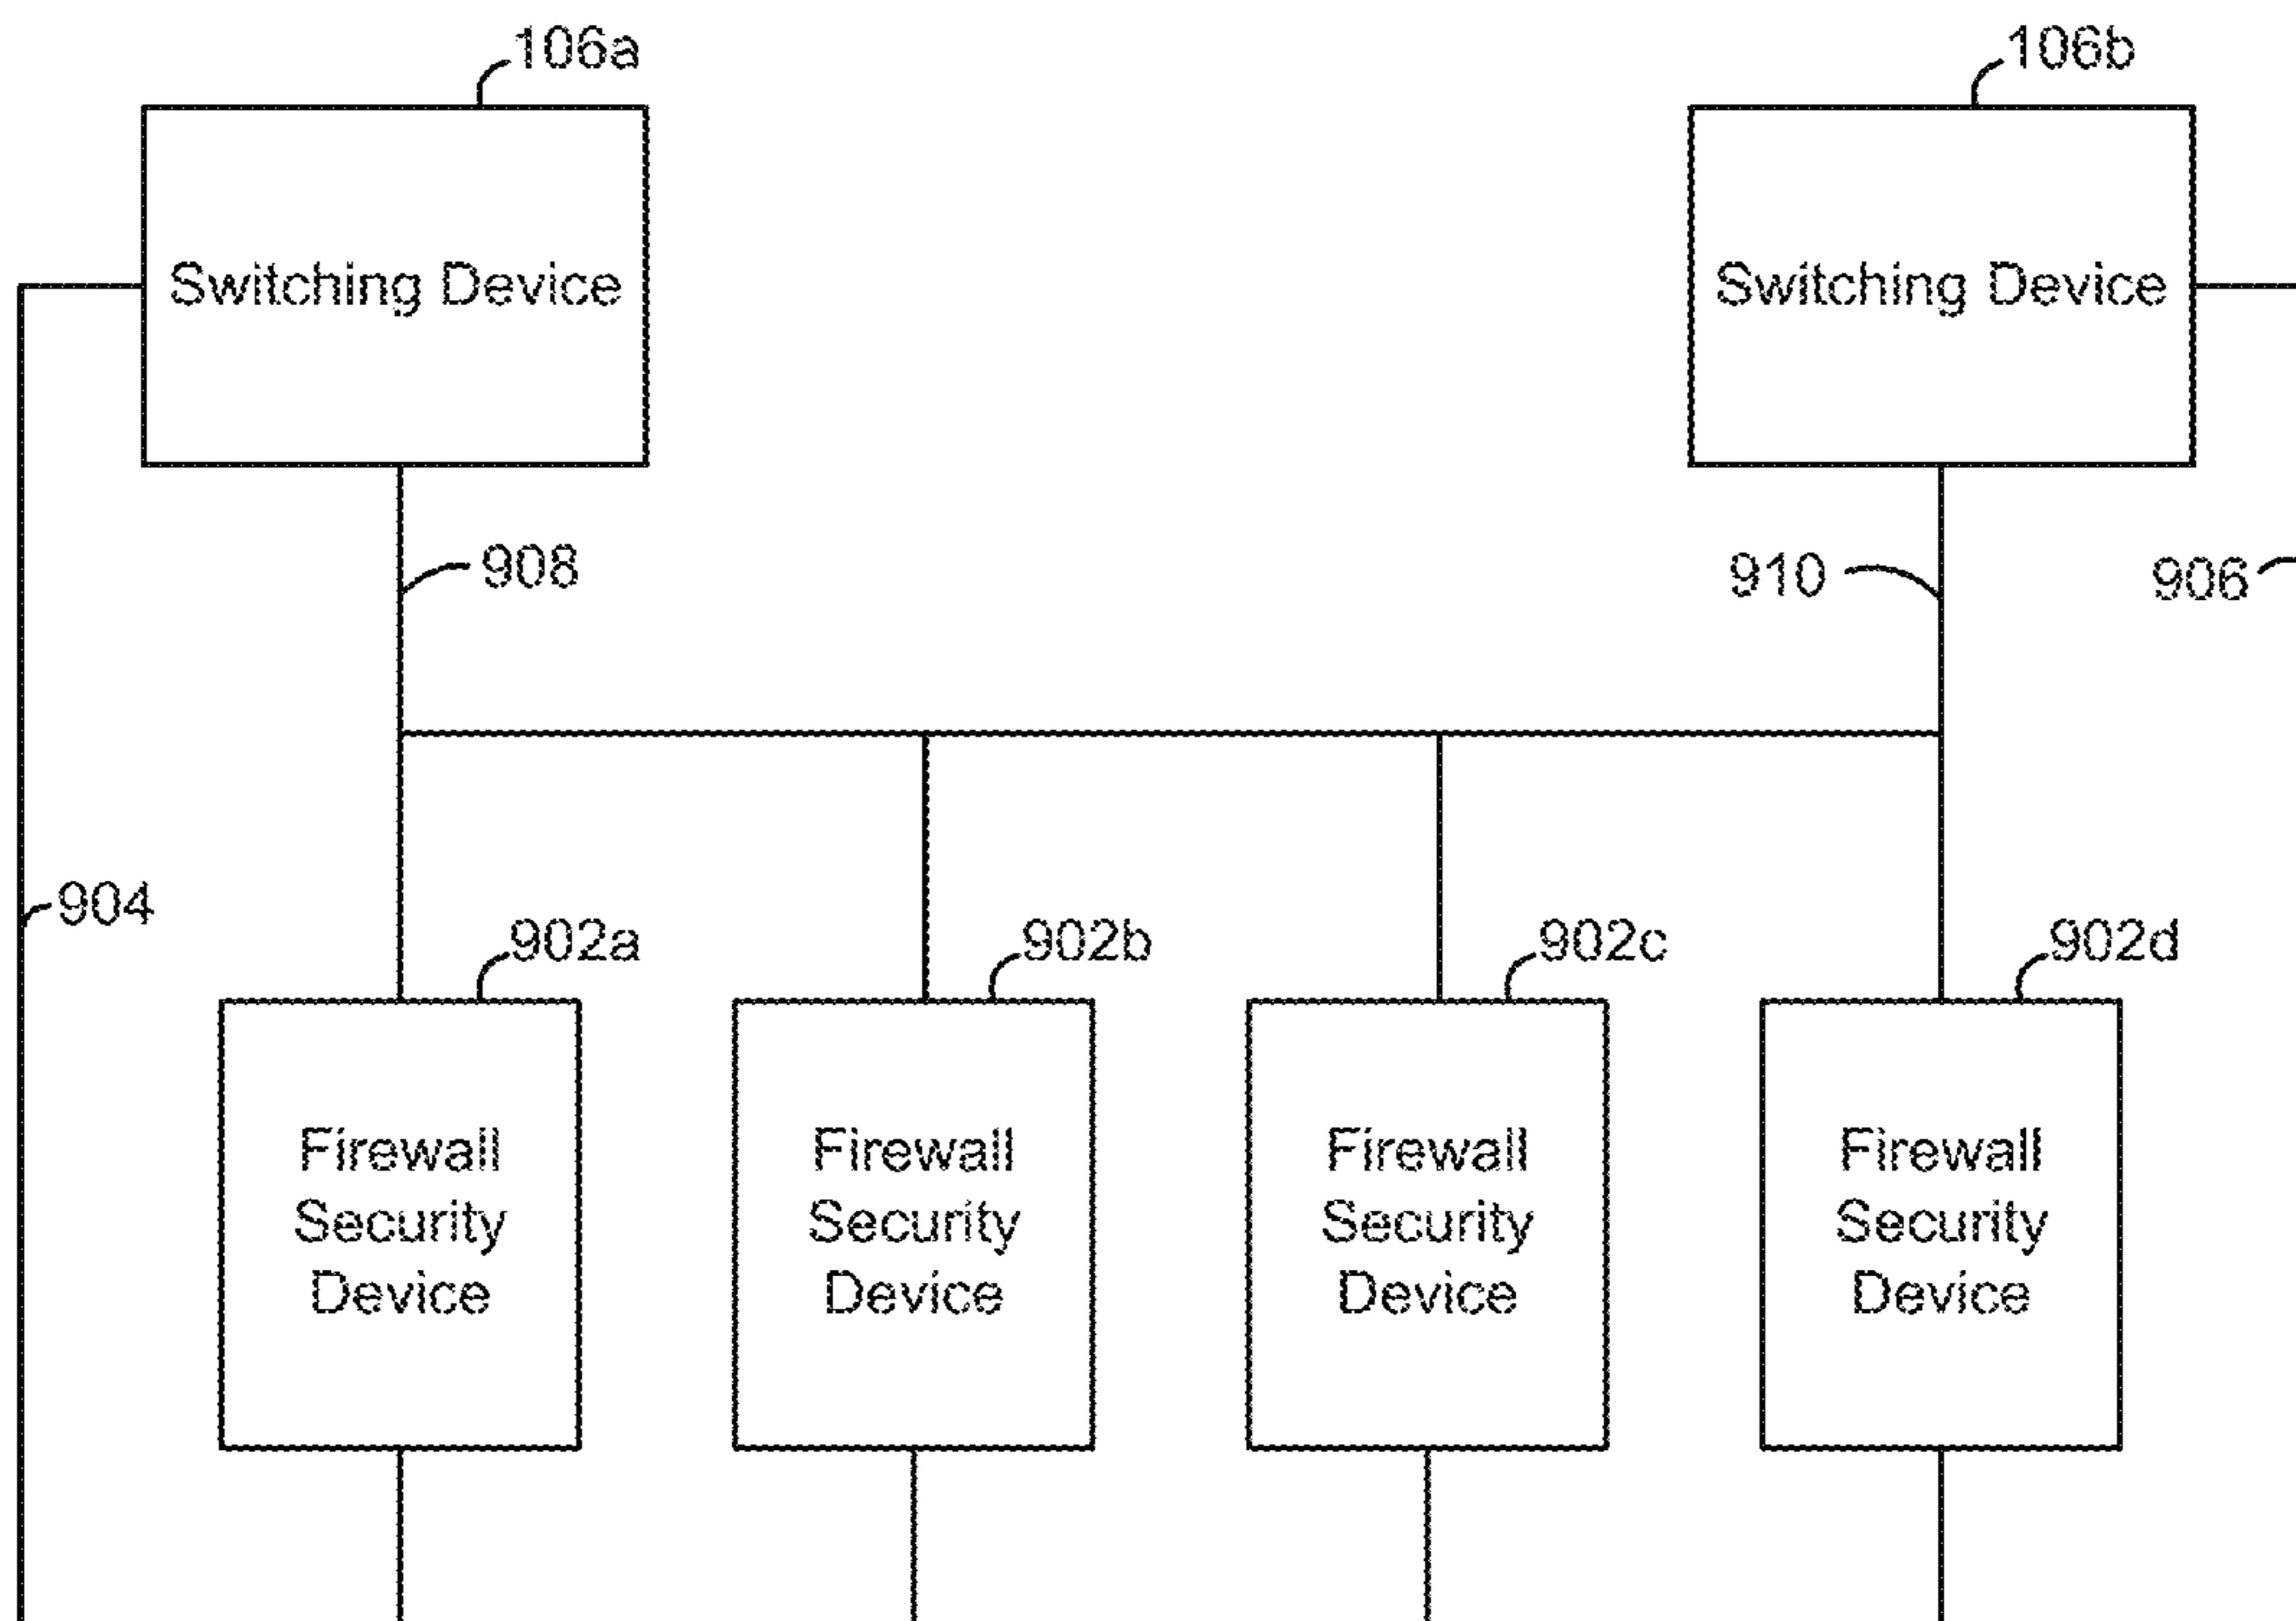 106a
106b
Switching Device
Switching Device
908
910
906
904
902a
902b
902c
902d
Firewall
Security
Device
Firewall
Security
Device
Firewall
Security
Device
Firewall
Security
Device